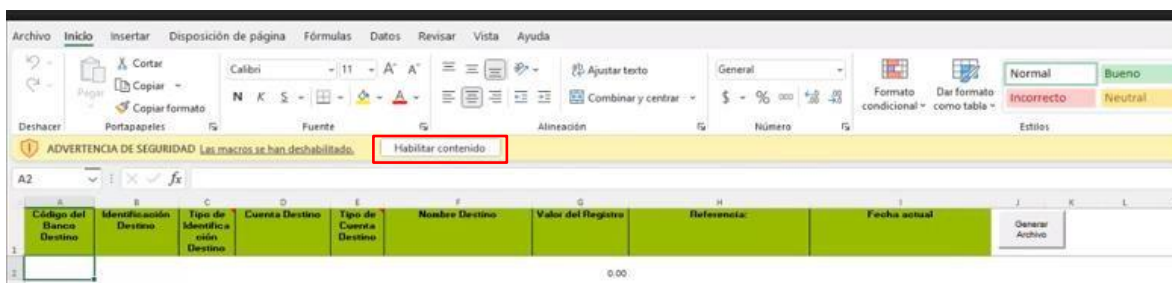 Archivo Inicio Insertar Disposición de página Fórmulas Datos Revisar Vista Ayuda
Cortar
Copiar
Copiar formato
Pegar
Calibri 11 A A
N K S A
Ajustar texto
Combinar y centrar
General
$ % 000
Formato condicional
Dar formato como tabla
Normal Bueno
Incorrecto Neutral
Deshacer Portapapeles Fuente Alineación Número Estilos
ADVERTENCIA DE SEGURIDAD Las macros se han deshabilitado. Habilitar contenido
A2 fx
A B C D E F G H I J K L
1 Código del Banco Destino Identificación Destino Tipo de Identificación Destino Cuenta Destino Tipo de Cuenta Destino Nombre Destino Valor del Registro Referencia: Fecha actual Generar Archivo
2 0.00